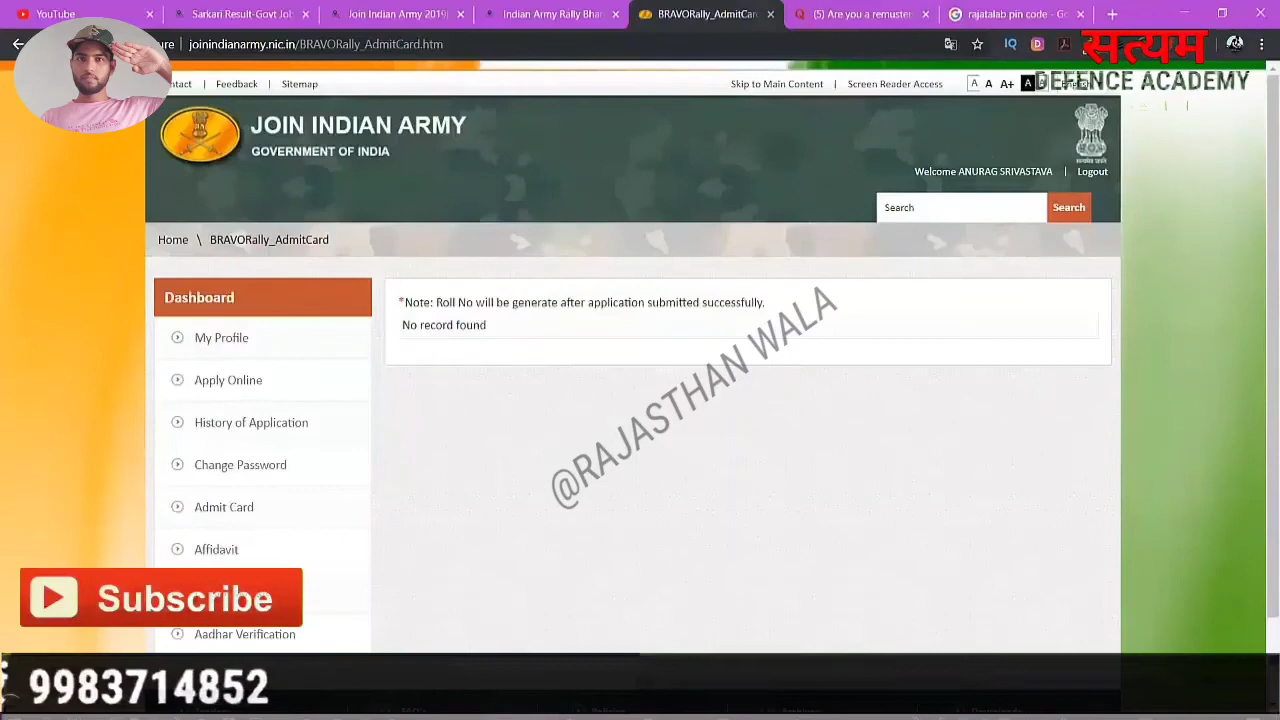 YouTube
Sarkari Result-Govt Jo
Join Indian Army 2019|
Indian Army Rally Bha
BRAVORally_AdmitCar
(5) Are you a remuster
rajatalab pin code - Go
joinindianarmy.nic.in/BRAVORally_AdmitCard.htm
सत्यम
DEFENCE ACADEMY
Feedback | Sitemap
Skip to Main Content | Screen Reader Access
A A A+ A
JOIN INDIAN ARMY
GOVERNMENT OF INDIA
Welcome ANURAG SRIVASTAVA | Logout
Search Search
Home \ BRAVORally_AdmitCard
Dashboard
*Note: Roll No will be generate after application submitted successfully.
No record found
My Profile
Apply Online
History of Application
Change Password
Admit Card
Affidavit
Aadhar Verification
@RAJASTHAN WALA
Subscribe
9983714852